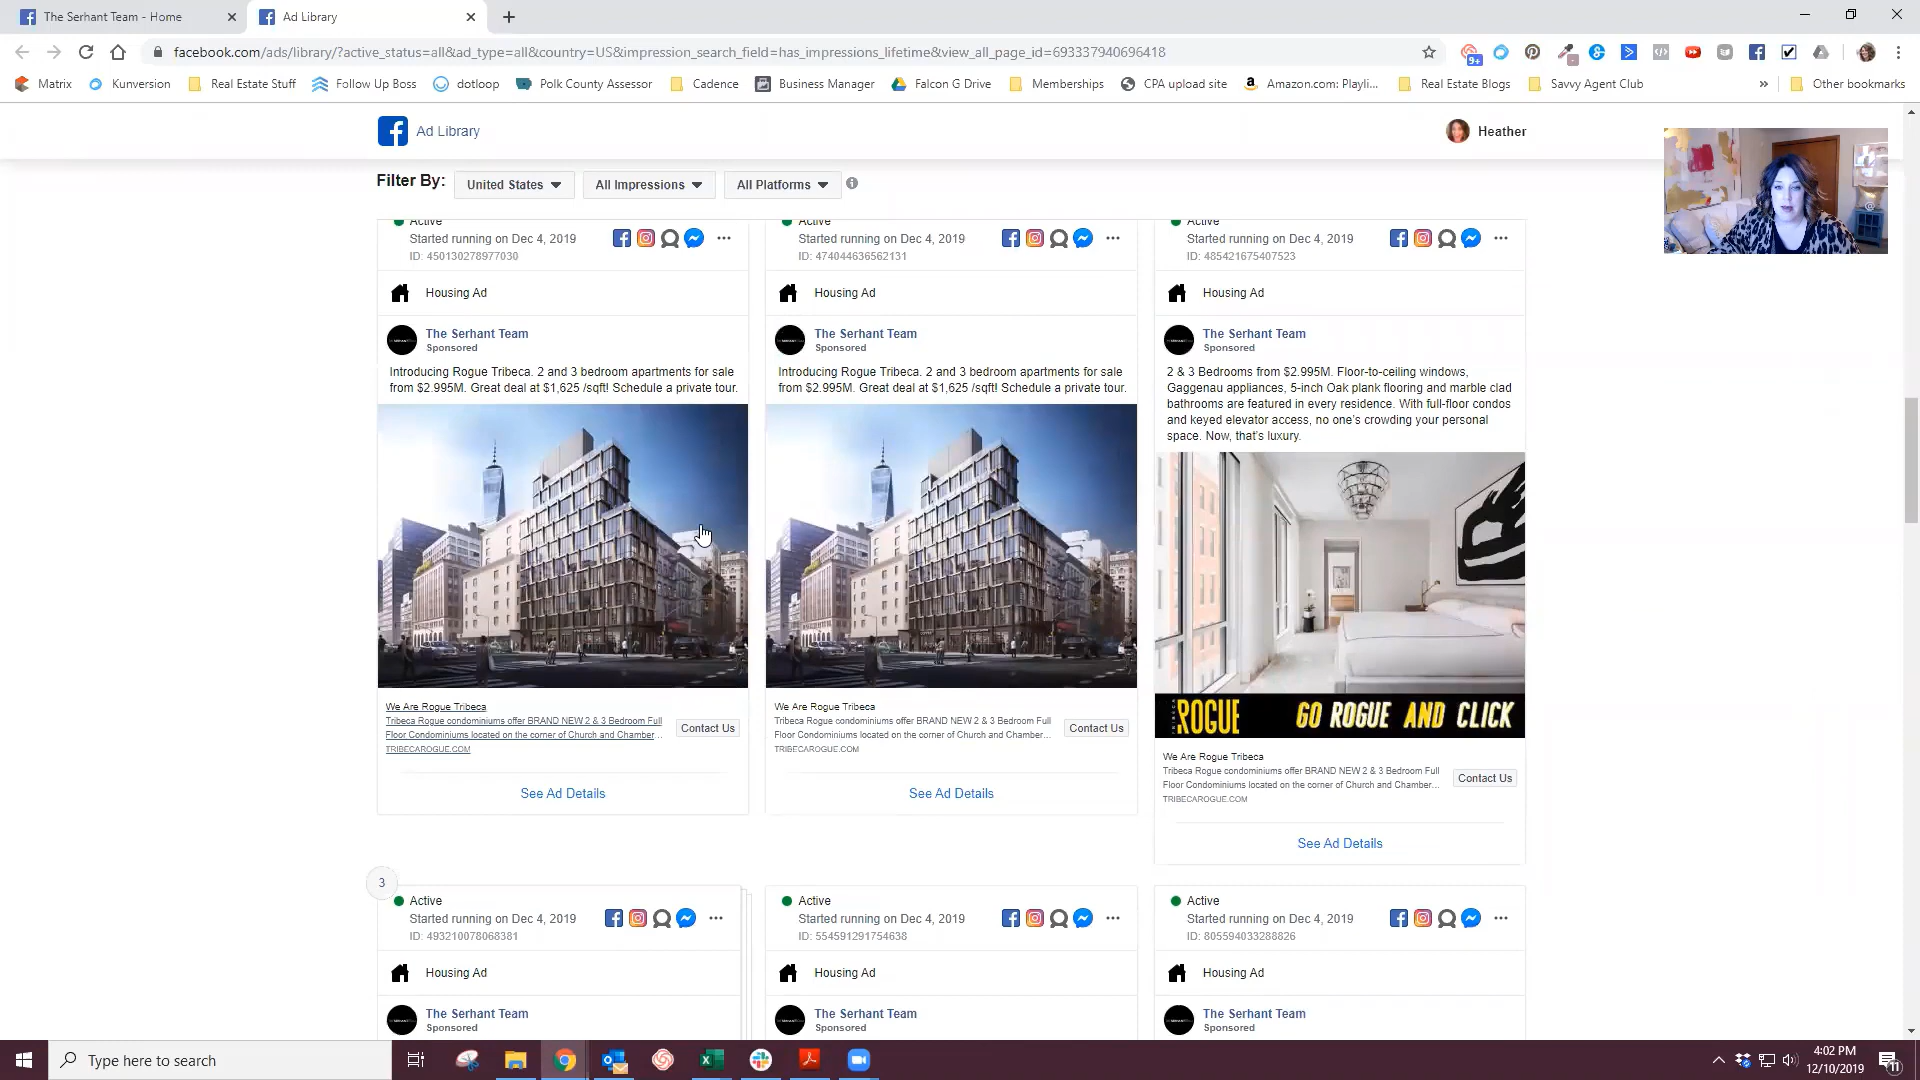 The Serhant Team - Home
Ad Library
facebook.com/ads/library/?active_status=all&ad_type=all&country=US&impression_search_field=has_impressions_lifetime&view_all_page_id=693337940696418
9+
Matrix
Kunversion
Real Estate Stuff
Follow Up Boss
dotloop
Polk County Assessor
Cadence
Business Manager
Falcon G Drive
Memberships
CPA upload site
Amazon.com: Playli...
Real Estate Blogs
Savvy Agent Club
»
Other bookmarks
Ad Library
Heather
Filter By:
United States
All Impressions
All Platforms
Active
Started running on Dec 4, 2019
ID: 450130278977030
Housing Ad
The Serhant Team
Sponsored
Introducing Rogue Tribeca. 2 and 3 bedroom apartments for sale
from $2.995M. Great deal at $1,625 /sqft! Schedule a private tour.
We Are Rogue Tribeca
Tribeca Rogue condominiums offer BRAND NEW 2 & 3 Bedroom Full
Floor Condominiums located on the corner of Church and Chamber...
TRIBECAROGUE.COM
Contact Us
See Ad Details
Active
Started running on Dec 4, 2019
ID: 474044636562131
Housing Ad
The Serhant Team
Sponsored
Introducing Rogue Tribeca. 2 and 3 bedroom apartments for sale
from $2.995M. Great deal at $1,625 /sqft! Schedule a private tour.
We Are Rogue Tribeca
Tribeca Rogue condominiums offer BRAND NEW 2 & 3 Bedroom Full
Floor Condominiums located on the corner of Church and Chamber...
TRIBECAROGUE.COM
Contact Us
See Ad Details
Active
Started running on Dec 4, 2019
ID: 485421675407523
Housing Ad
The Serhant Team
Sponsored
2 & 3 Bedrooms from $2.995M. Floor-to-ceiling windows,
Gaggenau appliances, 5-inch Oak plank flooring and marble clad
bathrooms are featured in every residence. With full-floor condos
and keyed elevator access, no one's crowding your personal
space. Now, that's luxury.
TRIBECA
ROGUE
GO ROGUE AND CLICK
We Are Rogue Tribeca
Tribeca Rogue condominiums offer BRAND NEW 2 & 3 Bedroom Full
Floor Condominiums located on the corner of Church and Chamber...
TRIBECAROGUE.COM
Contact Us
See Ad Details
3
Active
Started running on Dec 4, 2019
ID: 493210078068381
Housing Ad
The Serhant Team
Sponsored
Active
Started running on Dec 4, 2019
ID: 554591291754638
Housing Ad
The Serhant Team
Sponsored
Active
Started running on Dec 4, 2019
ID: 805594033288826
Housing Ad
The Serhant Team
Sponsored
Type here to search
4:02 PM
12/10/2019
11